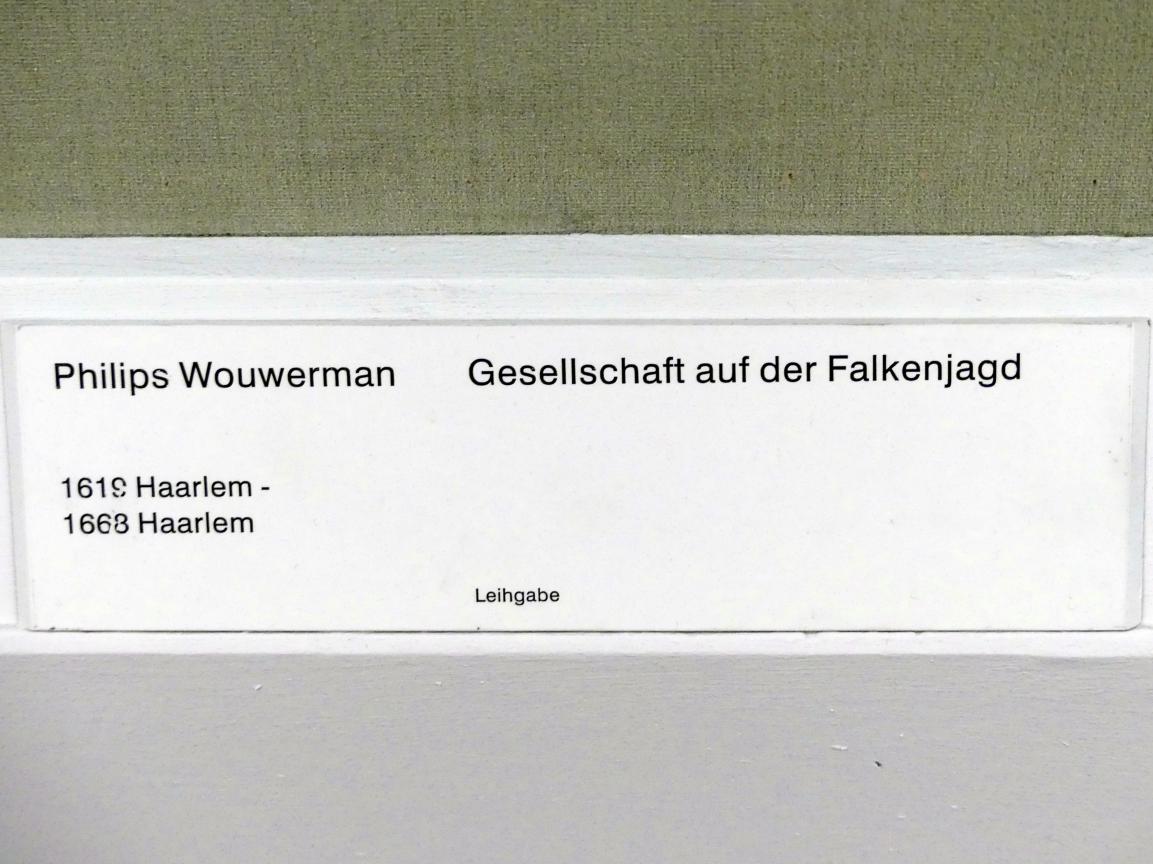 Philips Wouwerman
Gesellschaft auf der Falkenjagd
1619 Haarlem -
1668 Haarlem
Leihgabe